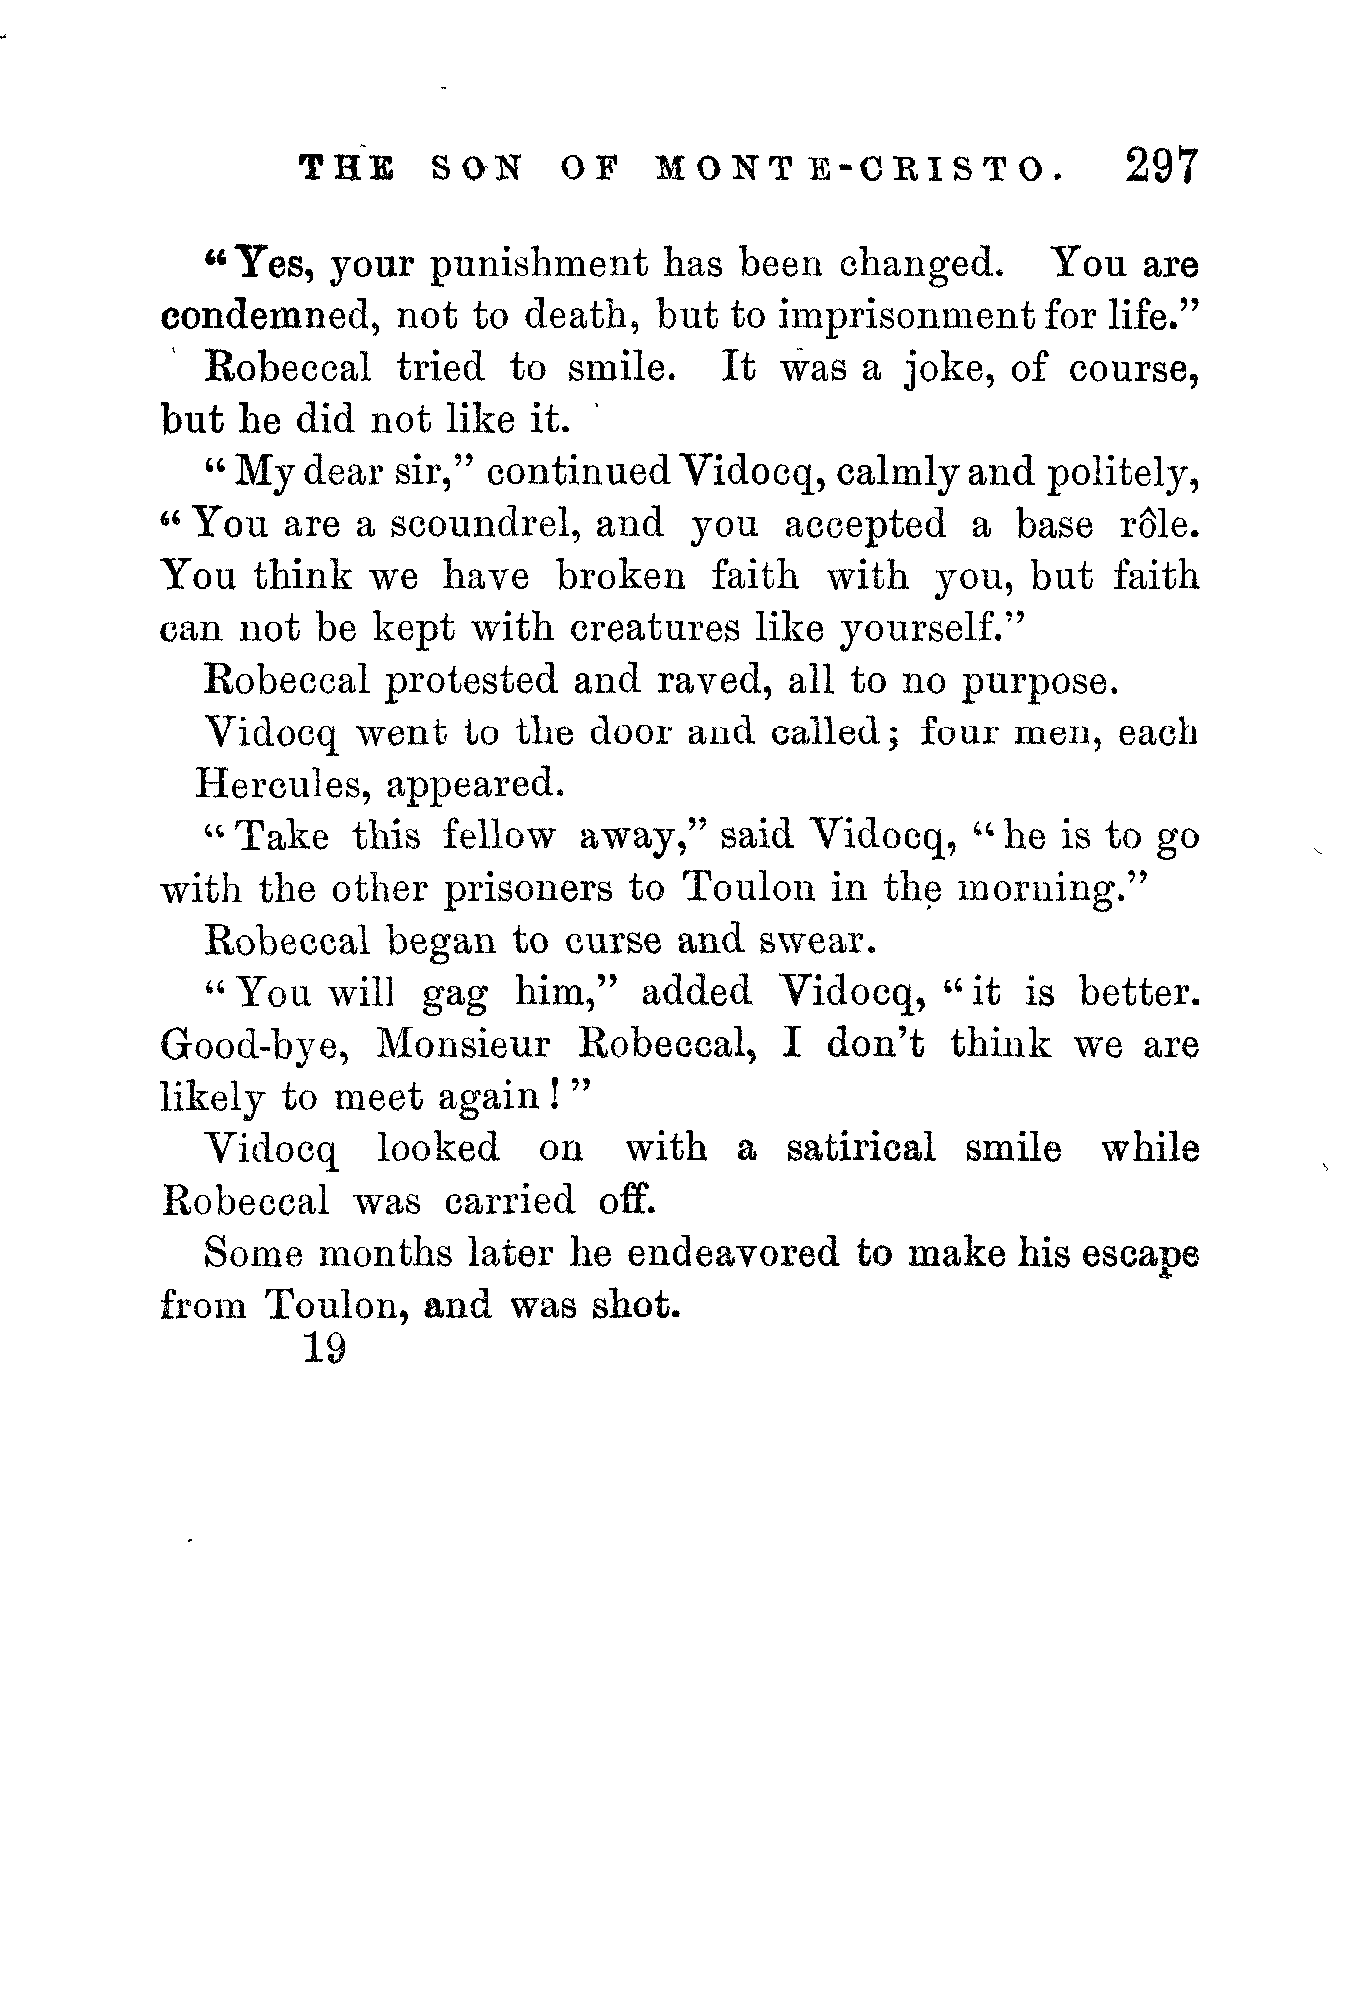 THE SON OF MONTE-CRISTO. 297
“Yes, your punishment has been changed. You are
condemned, not to death, but to imprisonment for life.”
Robeccal tried to smile. It was a joke, of course,
but he did not like it.
“My dear sir,” continued Vidocq, calmly and politely,
“You are a scoundrel, and you accepted a base rôle.
You think we have broken faith with you, but faith
can not be kept with creatures like yourself.”
Robeccal protested and raved, all to no purpose.
Vidocq went to the door and called; four men, each
Hercules, appeared.
“Take this fellow away,” said Vidocq, “he is to go
with the other prisoners to Toulon in the morning.”
Robeccal began to curse and swear.
“You will gag him,” added Vidocq, “it is better.
Good-bye, Monsieur Robeccal, I don’t think we are
likely to meet again!”
Vidocq looked on with a satirical smile while
Robeccal was carried off.
Some months later he endeavored to make his escape
from Toulon, and was shot.
19